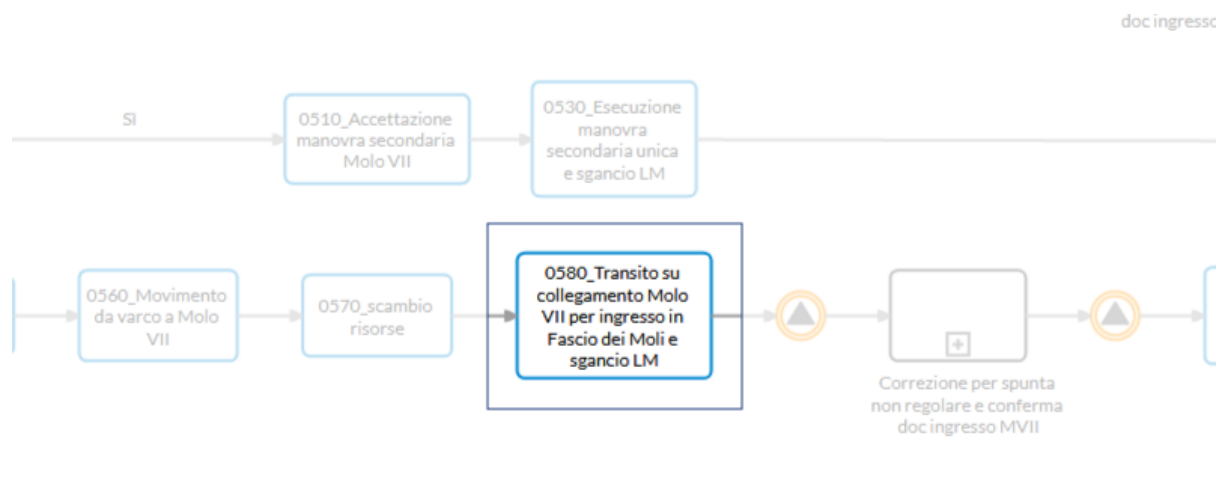 doc ingresso
Sì
0510_Accettazione
manovra secondaria
Molo VII
0530_Esecuzione
manovra
secondaria unica
e sgancio LM
0560_Movimento
da varco a Molo
VII
0570_scambio
risorse
0580_Transito su
collegamento Molo
VII per ingresso in
Fascio dei Moli e
sgancio LM
Correzione per spunta
non regolare e conferma
doc ingresso MVII